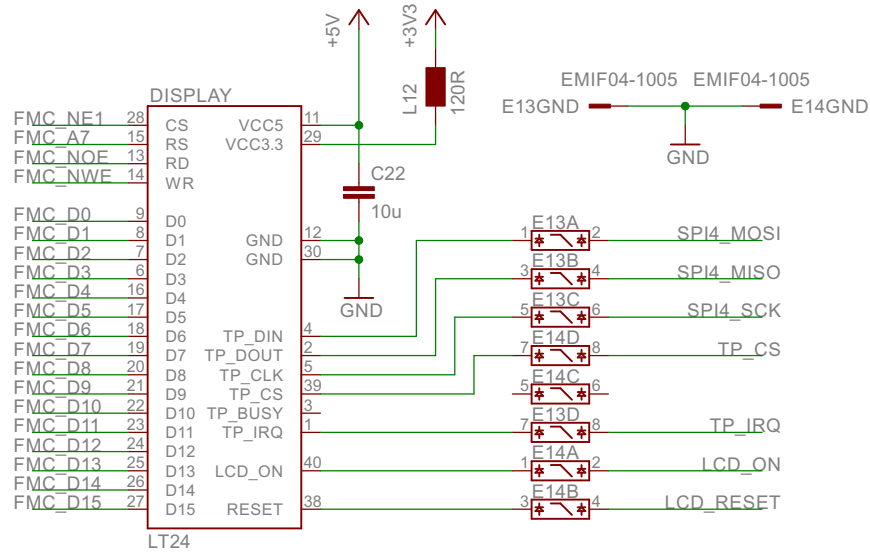 +5V
+3V3
L12
120R
EMIF04-1005 EMIF04-1005
E13GND E14GND
GND
DISPLAY
FMC_NE1 28 CS VCC5 11
FMC_A7 15 RS VCC3.3 29
FMC_NOE 13 RD
FMC_NWE 14 WR
C22
10u
FMC_D0 9 D0
FMC_D1 8 D1 GND 12
FMC_D2 7 D2 GND 30
FMC_D3 6 D3
FMC_D4 16 D4
FMC_D5 17 D5
GND
FMC_D6 18 D6 TP_DIN 4
FMC_D7 19 D7 TP_DOUT 2
FMC_D8 20 D8 TP_CLK 5
FMC_D9 21 D9 TP_CS 39
FMC_D10 22 D10 TP_BUSY 3
FMC_D11 23 D11 TP_IRQ 1
FMC_D12 24 D12
FMC_D13 25 D13 LCD_ON 40
FMC_D14 26 D14
FMC_D15 27 D15 RESET 38
LT24
E13A
1 2 SPI4_MOSI
E13B
3 4 SPI4_MISO
E13C
5 6 SPI4_SCK
E14D
7 8 TP_CS
E14C
5 6
E13D
7 8 TP_IRQ
E14A
1 2 LCD_ON
E14B
3 4 LCD_RESET